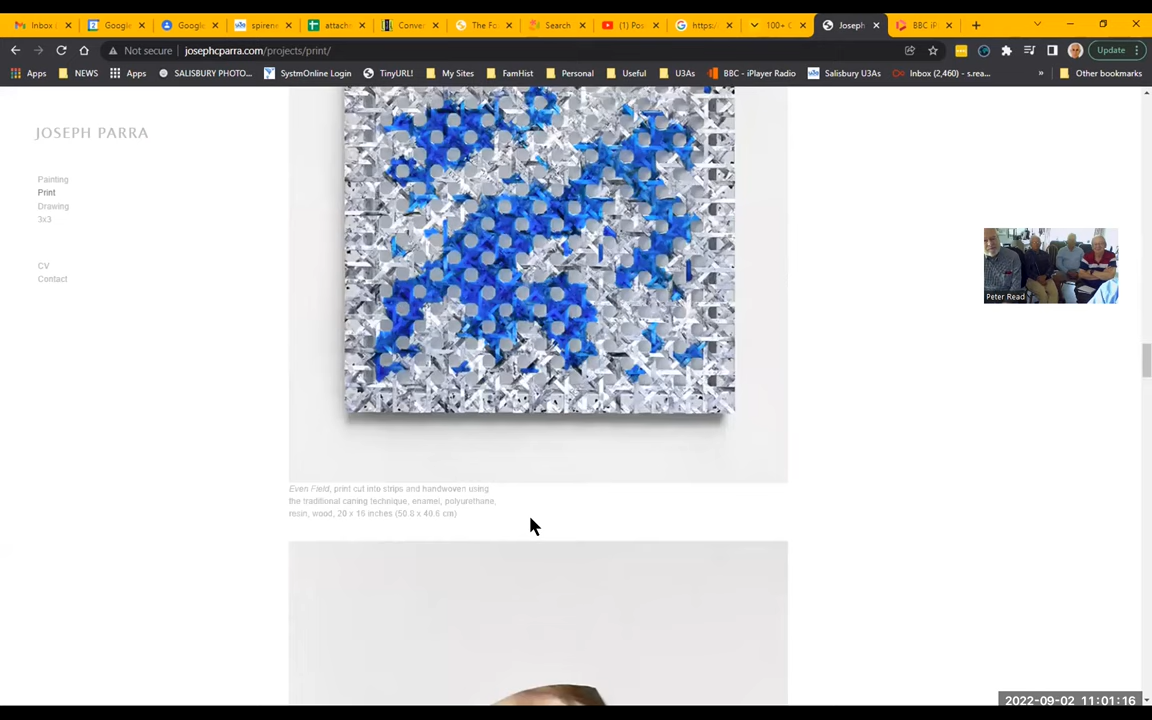 Inbox (
Google
Google
spirene
attach
Conver
The Fo
Search
(1) Pos
https:/
100+ C
Joseph
BBC iP
Not secure
josephcparra.com/projects/print/
Update
Apps
NEWS
Apps
SALISBURY PHOTO...
SystmOnline Login
TinyURL!
My Sites
FamHist
Personal
Useful
U3As
BBC - iPlayer Radio
Salisbury U3As
Inbox (2,460) - s.rea...
»
Other bookmarks
JOSEPH PARRA
Painting
Print
Drawing
3x3
CV
Contact
Peter Read
Even Field, print cut into strips and handwoven using
the traditional caning technique, enamel, polyurethane,
resin, wood, 20 x 16 inches (50.8 x 40.6 cm)
2022-09-02 11:01:16